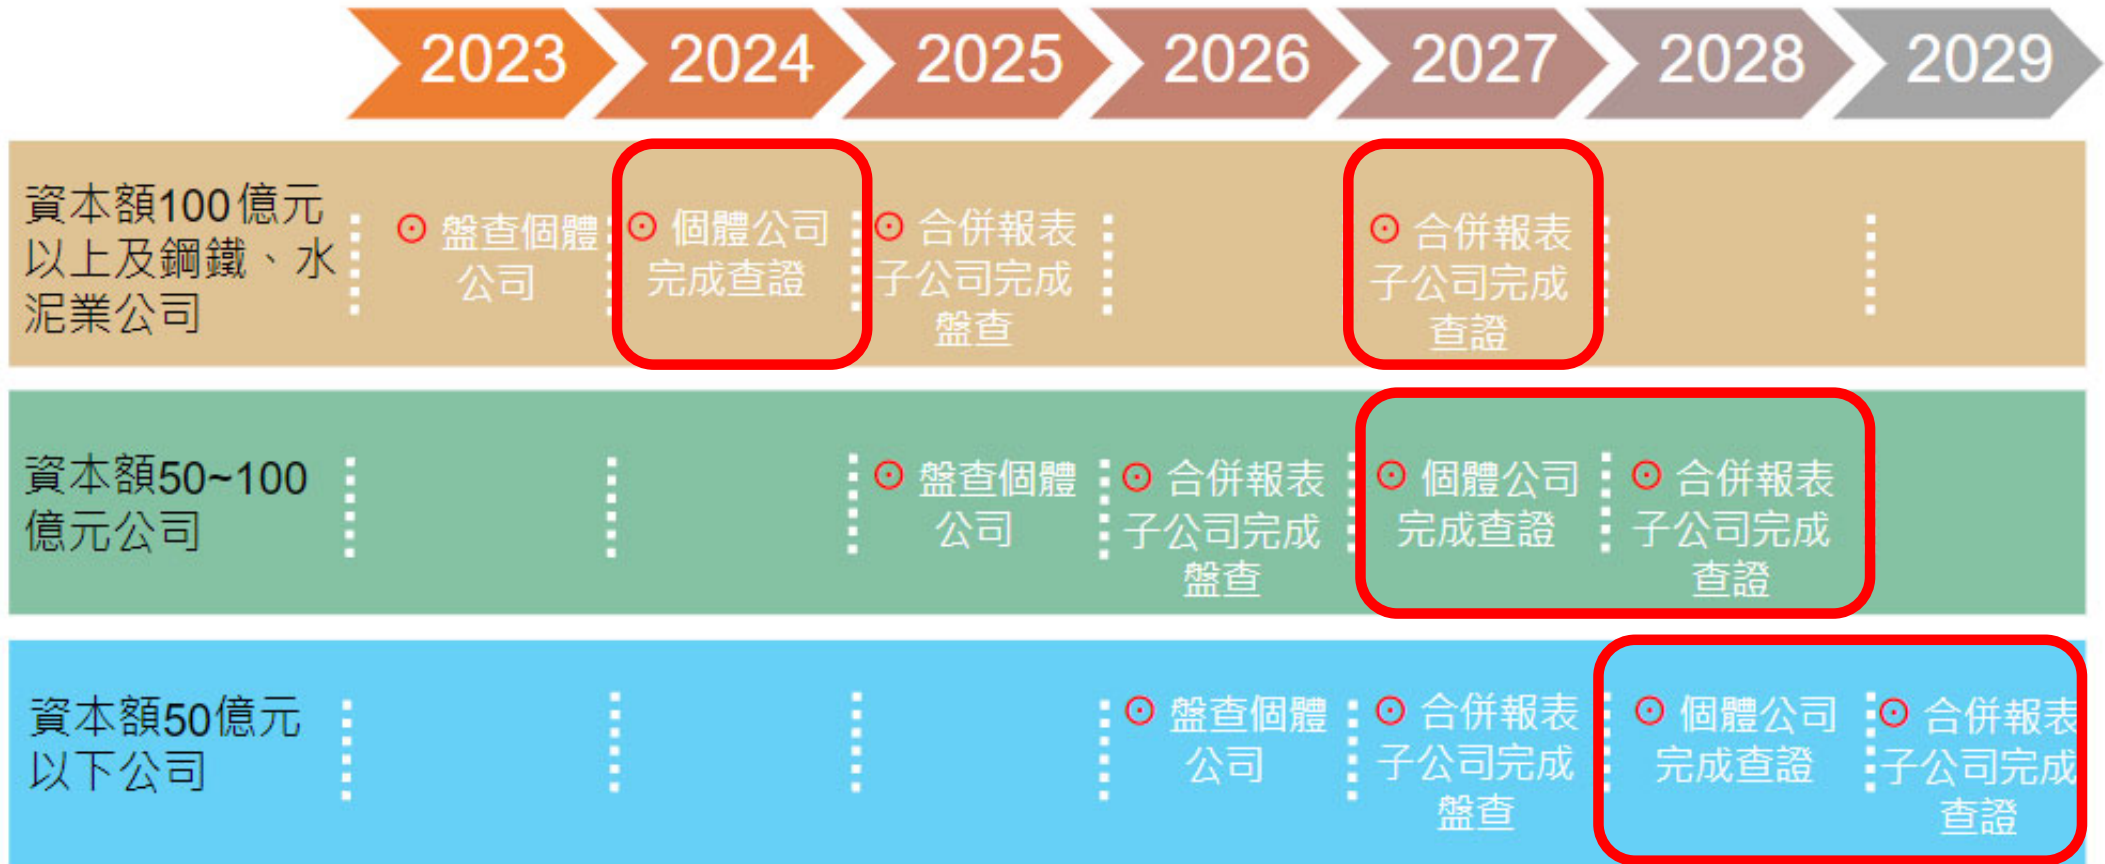 2023 2024 2025 2026 2027 2028 2029
資本額100億元
以上及鋼鐵、水
泥業公司
⊙ 盤查個體
公司
⊙ 個體公司
完成查證
⊙ 合併報表
子公司完成
盤查
⊙ 合併報表
子公司完成
查證
資本額50~100
億元公司
⊙ 盤查個體
公司
⊙ 合併報表
子公司完成
盤查
⊙ 個體公司
完成查證
⊙ 合併報表
子公司完成
查證
資本額50億元
以下公司
⊙ 盤查個體
公司
⊙ 合併報表
子公司完成
盤查
⊙ 個體公司
完成查證
⊙ 合併報表
子公司完成
查證